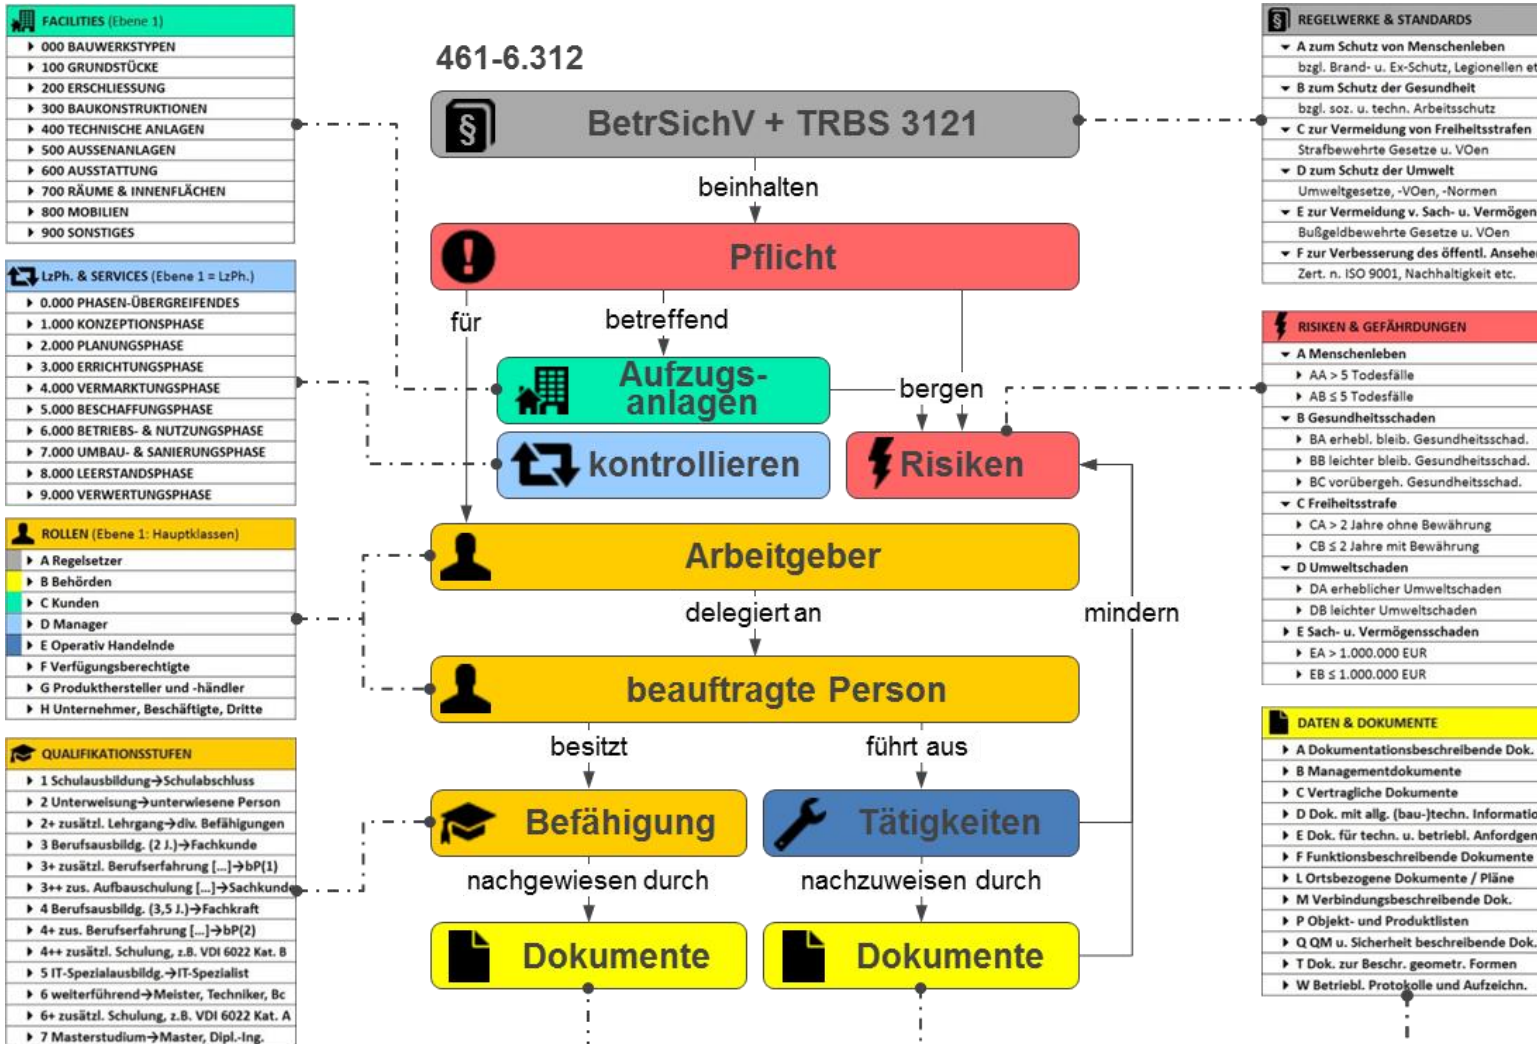 FACILITIES (Ebene 1)
000 BAUWERKSTYPEN
100 GRUNDSTÜCKE
200 ERSCHLIESSUNG
300 BAUKONSTRUKTIONEN
400 TECHNISCHE ANLAGEN
500 AUSSENANLAGEN
600 AUSSTATTUNG
700 RÄUME & INNENFLÄCHEN
800 MOBILIEN
900 SONSTIGES
LzPh. & SERVICES (Ebene 1 = LzPh.)
0.000 PHASEN-ÜBERGREIFENDES
1.000 KONZEPTIONSPHASE
2.000 PLANUNGSPHASE
3.000 ERRICHTUNGSPHASE
4.000 VERMARKTUNGSPHASE
5.000 BESCHAFFUNGSPHASE
6.000 BETRIEBS- & NUTZUNGSPHASE
7.000 UMBAU- & SANIERUNGSPHASE
8.000 LEERSTANDSPHASE
9.000 VERWERTUNGSPHASE
ROLLEN (Ebene 1: Hauptklassen)
A Regelsetzer
B Behörden
C Kunden
D Manager
E Operativ Handelnde
F Verfügungsberechtigte
G Produkthersteller und -händler
H Unternehmer, Beschäftigte, Dritte
QUALIFIKATIONSSTUFEN
1 Schulausbildung→Schulabschluss
2 Unterweisung→unterwiesene Person
2+ zusätzl. Lehrgang→div. Befähigungen
3 Berufsausbildg. (2 J.)→Fachkunde
3+ zusätzl. Berufserfahrung [...]→bP(1)
3++ zus. Aufbauschulung [...]→Sachkunde
4 Berufsausbildg. (3,5 J.)→Fachkraft
4+ zus. Berufserfahrung [...]→bP(2)
4++ zusätzl. Schulung, z.B. VDI 6022 Kat. B
5 IT-Spezialausbildg.→IT-Spezialist
6 weiterführend→Meister, Techniker, Bc
6+ zusätzl. Schulung, z.B. VDI 6022 Kat. A
7 Masterstudium→Master, Dipl.-Ing.
461-6.312
§
BetrSichV + TRBS 3121
beinhalten
Pflicht
für
betreffend
Aufzugs-
anlagen
bergen
kontrollieren
Risiken
Arbeitgeber
delegiert an
mindern
beauftragte Person
besitzt
führt aus
Befähigung
Tätigkeiten
nachgewiesen durch
nachzuweisen durch
Dokumente
Dokumente
§ REGELWERKE & STANDARDS
A zum Schutz von Menschenleben
bzgl. Brand- u. Ex-Schutz, Legionellen et
B zum Schutz der Gesundheit
bzgl. soz. u. techn. Arbeitsschutz
C zur Vermeidung von Freiheitsstrafen
Strafbewehrte Gesetze u. VOen
D zum Schutz der Umwelt
Umweltgesetze, -VOen, -Normen
E zur Vermeidung v. Sach- u. Vermögen
Bußgeldbewehrte Gesetze u. VOen
F zur Verbesserung des öffentl. Ansehe
Zert. n. ISO 9001, Nachhaltigkeit etc.
RISIKEN & GEFÄHRDUNGEN
A Menschenleben
AA > 5 Todesfälle
AB ≤ 5 Todesfälle
B Gesundheitsschaden
BA erhebl. bleib. Gesundheitsschad.
BB leichter bleib. Gesundheitsschad.
BC vorübergeh. Gesundheitsschad.
C Freiheitsstrafe
CA > 2 Jahre ohne Bewährung
CB ≤ 2 Jahre mit Bewährung
D Umweltschaden
DA erheblicher Umweltschaden
DB leichter Umweltschaden
E Sach- u. Vermögensschaden
EA > 1.000.000 EUR
EB ≤ 1.000.000 EUR
DATEN & DOKUMENTE
A Dokumentationsbeschreibende Dok.
B Managementdokumente
C Vertragliche Dokumente
D Dok. mit allg. (bau-)techn. Informatio
E Dok. für techn. u. betriebl. Anfordgen
F Funktionsbeschreibende Dokumente
L Ortsbezogene Dokumente / Pläne
M Verbindungsbeschreibende Dok.
P Objekt- und Produktlisten
Q QM u. Sicherheit beschreibende Dok.
T Dok. zur Beschr. geometr. Formen
W Betriebl. Protokolle und Aufzeichn.